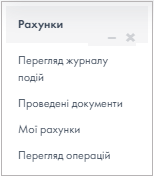 Рахунки
Перегляд журналу
подій
Проведені документи
Мої рахунки
Перегляд операцій